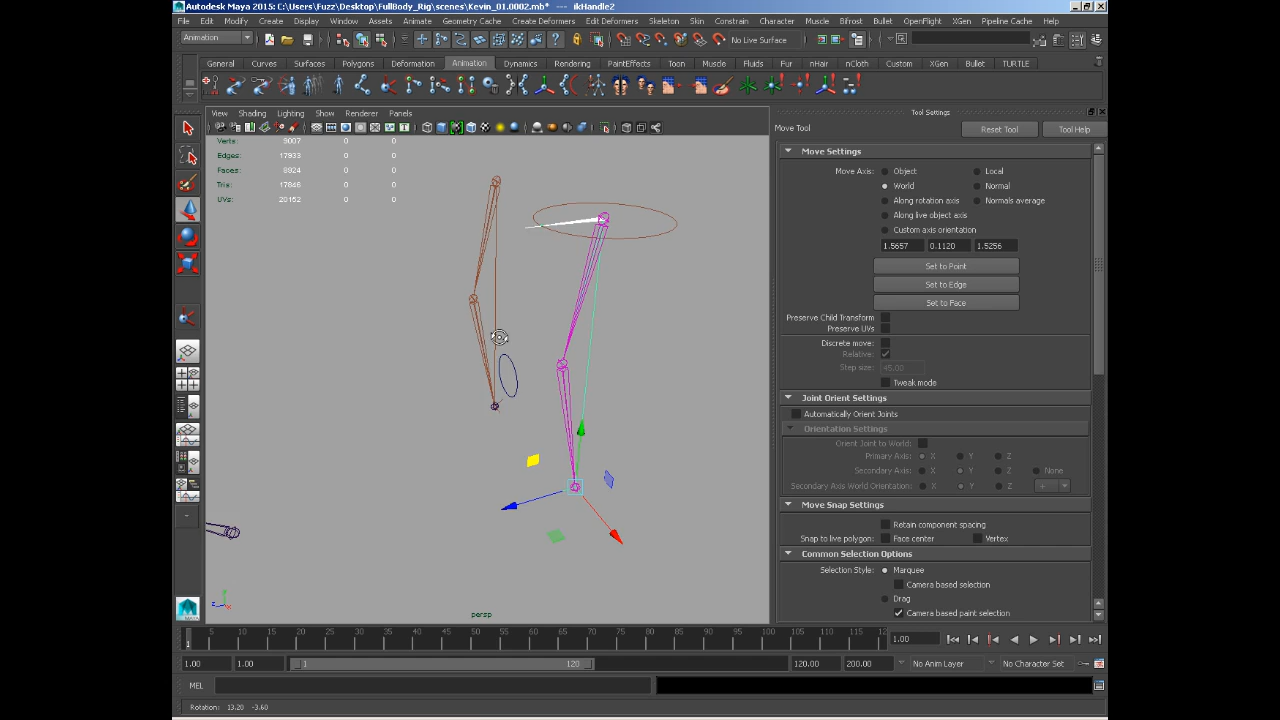 Autodesk Maya 2015: C:\Users\Fuzz\Desktop\FullBody_Rig\scenes\Kevin_01.0002.mb* --- ikHandle2
File Edit Modify Create Display Window Assets Animate Geometry Cache Create Deformers Edit Deformers Skeleton Skin Constrain Character Muscle Bifrost Bullet OpenFlight XGen Pipeline Cache Help
Animation No Live Surface
General Curves Surfaces Polygons Deformation Animation Dynamics Rendering PaintEffects Toon Muscle Fluids Fur nHair nCloth Custom XGen Bullet TURTLE
View Shading Lighting Show Renderer Panels
Tool Settings
Move Tool Reset Tool Tool Help
Verts: 9007 0 0
Edges: 17933 0 0
Faces: 8924 0 0
Tris: 17846 0 0
UVs: 20152 0 0
Move Settings
Move Axis: Object Local
World Normal
Along rotation axis Normals average
Along live object axis
Custom axis orientation
1.5657 0.1120 1.5256
Set to Point
Set to Edge
Set to Face
Preserve Child Transform
Preserve UVs
Discrete move:
Relative:
Step size: 45.00
Tweak mode
Joint Orient Settings
Automatically Orient Joints
Orientation Settings
Orient Joint to World:
Primary Axis: X Y Z
Secondary Axis: X Y Z None
Secondary Axis World Orientation: X Y Z +
Move Snap Settings
Retain component spacing
Snap to live polygon: Face center Vertex
Common Selection Options
Selection Style: Marquee
Camera based selection
Drag
Camera based paint selection
persp
5 10 15 20 25 30 35 40 45 50 55 60 65 70 75 80 85 90 95 100 105 110 115 12
1.00
1.00 1.00 1 120 120.00 200.00 No Anim Layer No Character Set
MEL
Rotation: 13.20 -3.60